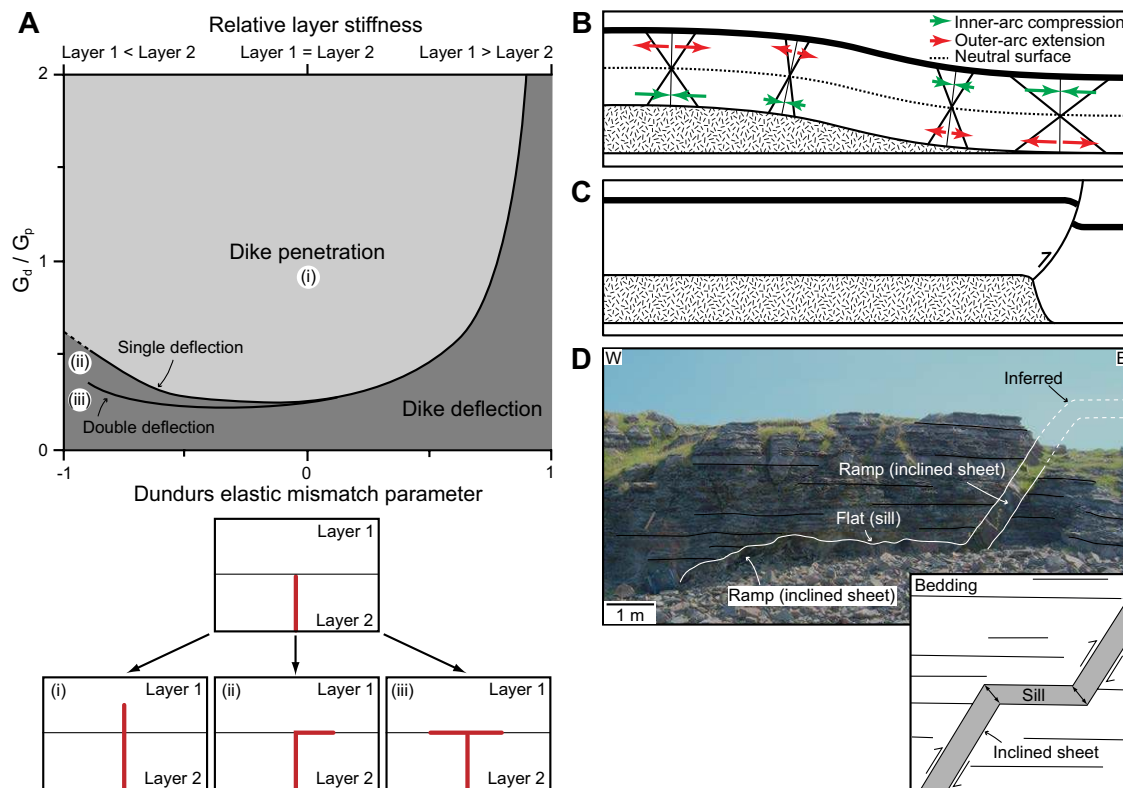 A
Relative layer stiffness
Layer 1 < Layer 2
Layer 1 = Layer 2
Layer 1 > Layer 2
2
1
0
G_d / G_p
Dike penetration
(i)
Single deflection
(ii)
(iii)
Double deflection
Dike deflection
-1
0
1
Dundurs elastic mismatch parameter
Layer 1
Layer 2
(i)
Layer 1
Layer 2
(ii)
Layer 1
Layer 2
(iii)
Layer 1
Layer 2
B
Inner-arc compression
Outer-arc extension
Neutral surface
C
D
W
E
Inferred
Ramp (inclined sheet)
Flat (sill)
Ramp (inclined sheet)
1 m
Bedding
Sill
Inclined sheet